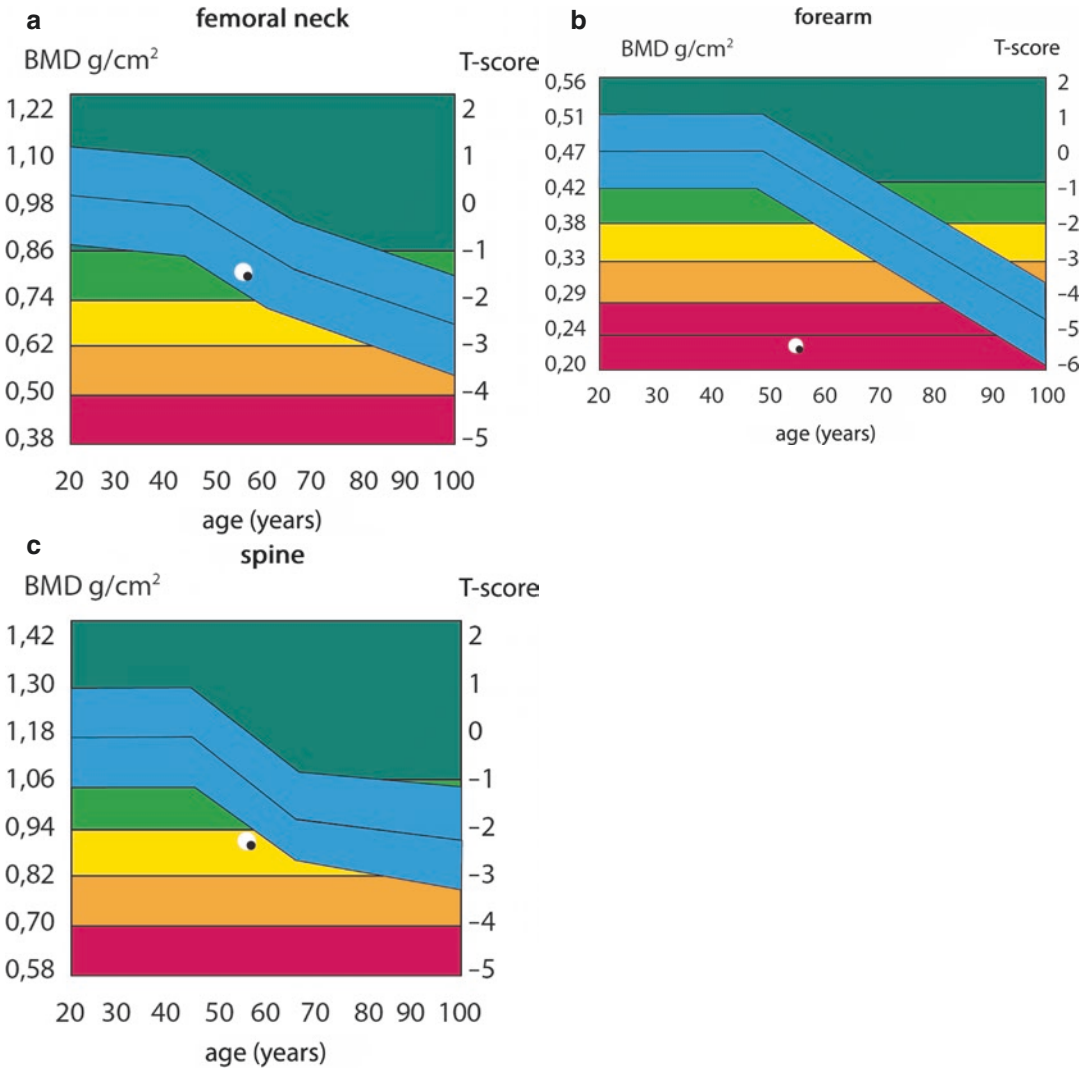 a
femoral neck
BMD g/cm²
T-score
1,22
1,10
0,98
0,86
0,74
0,62
0,50
0,38
2
1
0
–1
–2
–3
–4
–5
20 30 40 50 60 70 80 90 100
age (years)
b
forearm
BMD g/cm²
T-score
0,56
0,51
0,47
0,42
0,38
0,33
0,29
0,24
0,20
2
1
0
–1
–2
–3
–4
–5
–6
20 30 40 50 60 70 80 90 100
age (years)
c
spine
BMD g/cm²
T-score
1,42
1,30
1,18
1,06
0,94
0,82
0,70
0,58
2
1
0
–1
–2
–3
–4
–5
20 30 40 50 60 70 80 90 100
age (years)